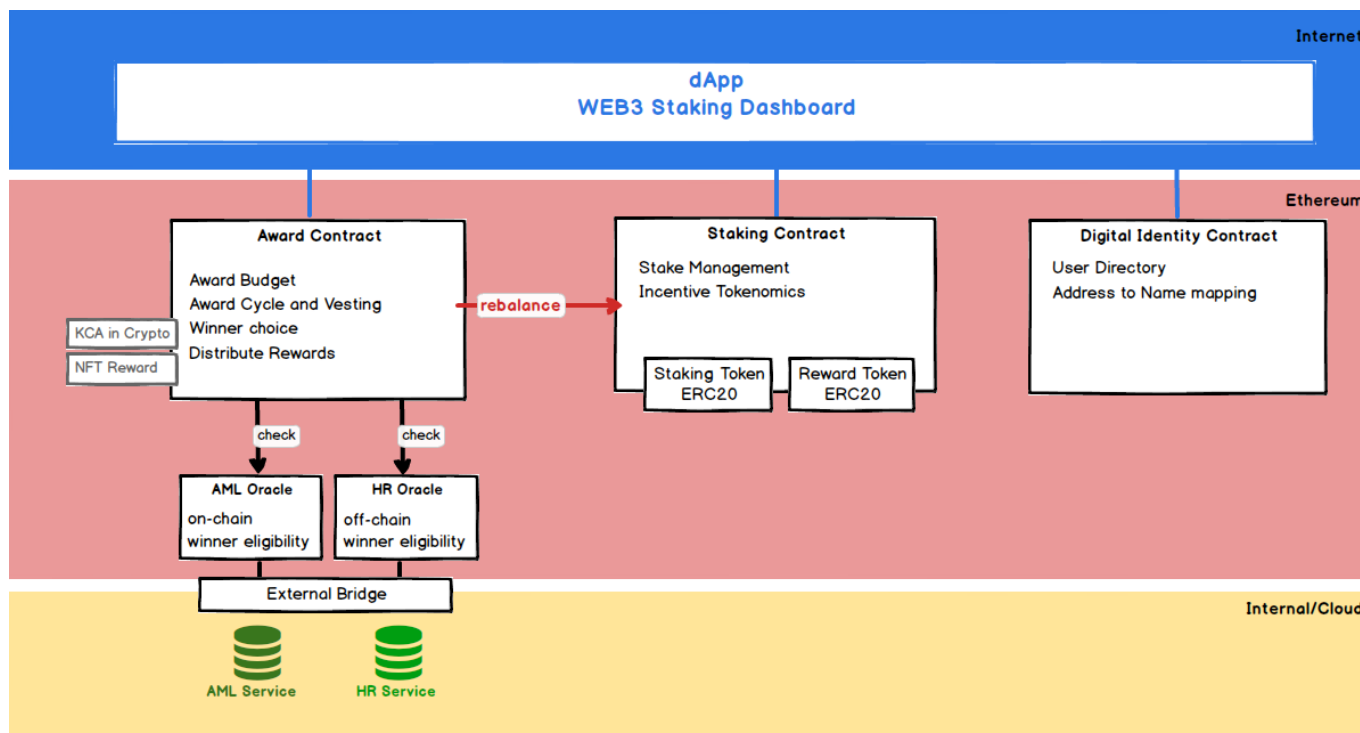 Internet
dApp
WEB3 Staking Dashboard
Ethereum
Award Contract
Award Budget
Award Cycle and Vesting
Winner choice
Distribute Rewards
KCA in Crypto
NFT Reward
rebalance
Staking Contract
Stake Management
Incentive Tokenomics
Staking Token
ERC20
Reward Token
ERC20
Digital Identity Contract
User Directory
Address to Name mapping
check
check
AML Oracle
on-chain
winner eligibility
HR Oracle
off-chain
winner eligibility
External Bridge
Internal/Cloud
AML Service
HR Service